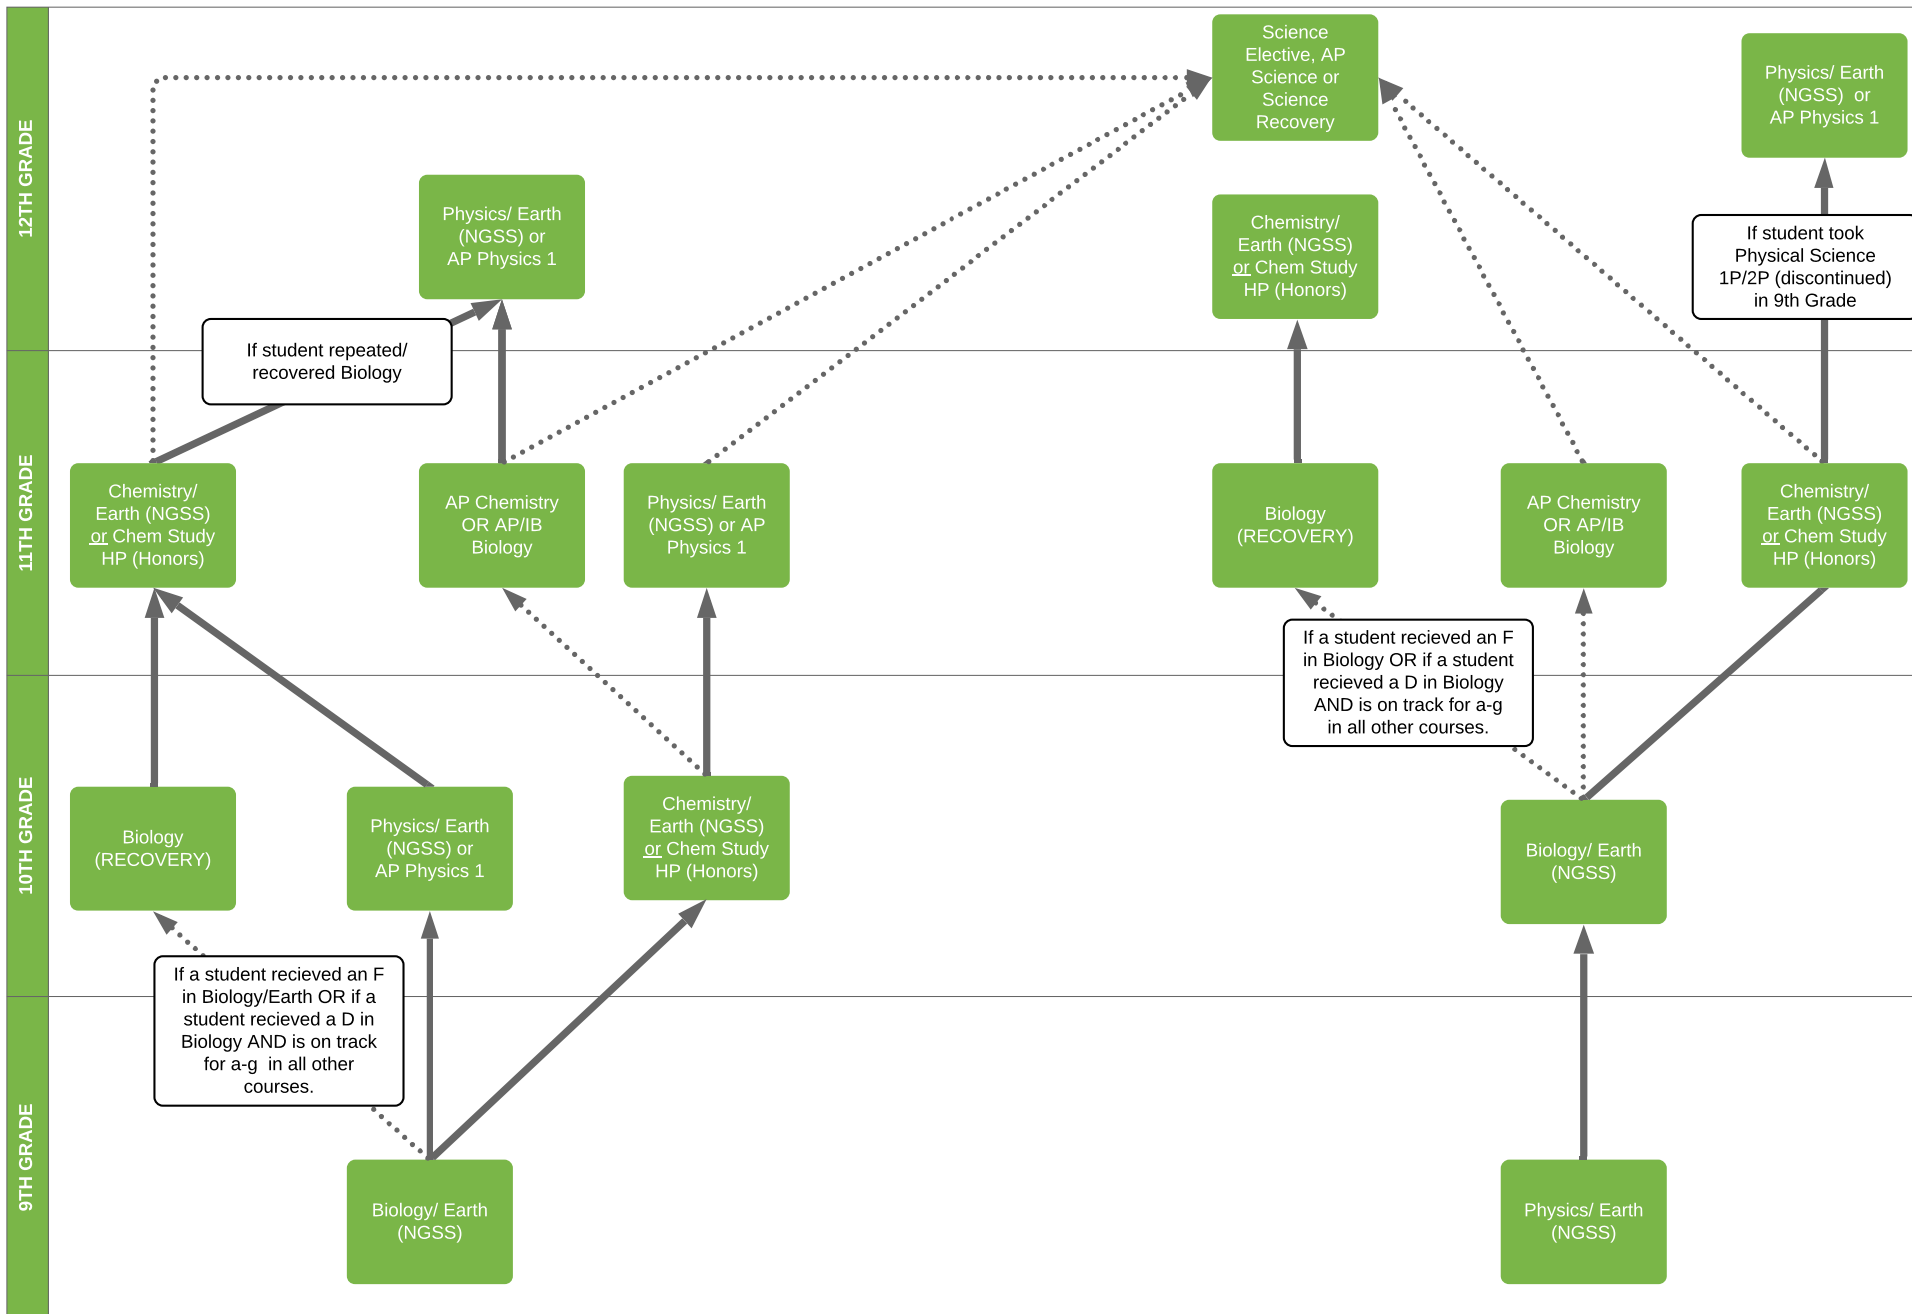 12TH GRADE
Science
Elective, AP
Science or
Science
Recovery
Physics/ Earth
(NGSS) or
AP Physics 1
Physics/ Earth
(NGSS) or
AP Physics 1
Chemistry/
Earth (NGSS)
or Chem Study
HP (Honors)
If student took
Physical Science
1P/2P (discontinued)
in 9th Grade
If student repeated/
recovered Biology
11TH GRADE
Chemistry/
Earth (NGSS)
or Chem Study
HP (Honors)
AP Chemistry
OR AP/IB
Biology
Physics/ Earth
(NGSS) or AP
Physics 1
Biology
(RECOVERY)
AP Chemistry
OR AP/IB
Biology
Chemistry/
Earth (NGSS)
or Chem Study
HP (Honors)
If a student recieved an F
in Biology OR if a student
recieved a D in Biology
AND is on track for a-g
in all other courses.
10TH GRADE
Biology
(RECOVERY)
Physics/ Earth
(NGSS) or
AP Physics 1
Chemistry/
Earth (NGSS)
or Chem Study
HP (Honors)
Biology/ Earth
(NGSS)
If a student recieved an F
in Biology/Earth OR if a
student recieved a D in
Biology AND is on track
for a-g in all other
courses.
9TH GRADE
Biology/ Earth
(NGSS)
Physics/ Earth
(NGSS)